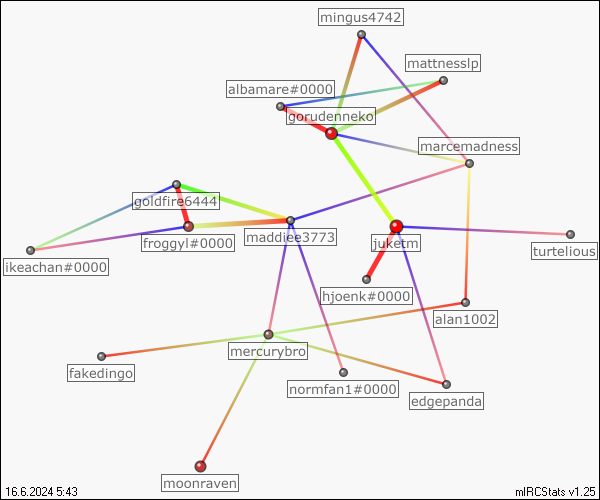 mingus4742
mattnesslp
albamare#0000
gorudenneko
marcemadness
goldfire6444
maddiee3773
juketm
froggyl#0000
turtelious
ikeachan#0000
hjoenk#0000
alan1002
mercurybro
fakedingo
normfan1#0000
edgepanda
moonraven
16.6.2024 5:43
mIRCStats v1.25